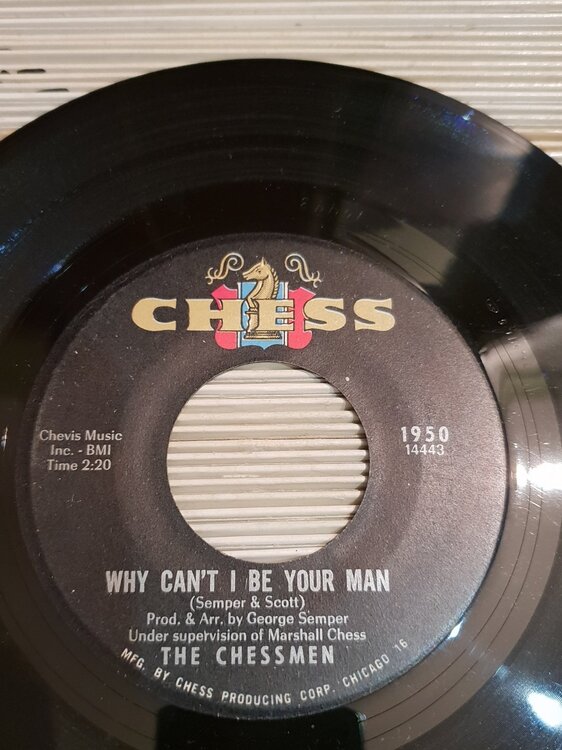 CHESS
Chevis Music
Inc. - BMI
Time 2:20
1950
14443
WHY CAN'T I BE YOUR MAN
(Semper & Scott)
Prod. & Arr. by George Semper
Under supervision of Marshall Chess
THE CHESSMEN
MFG. BY CHESS PRODUCING CORP. CHICAGO 16